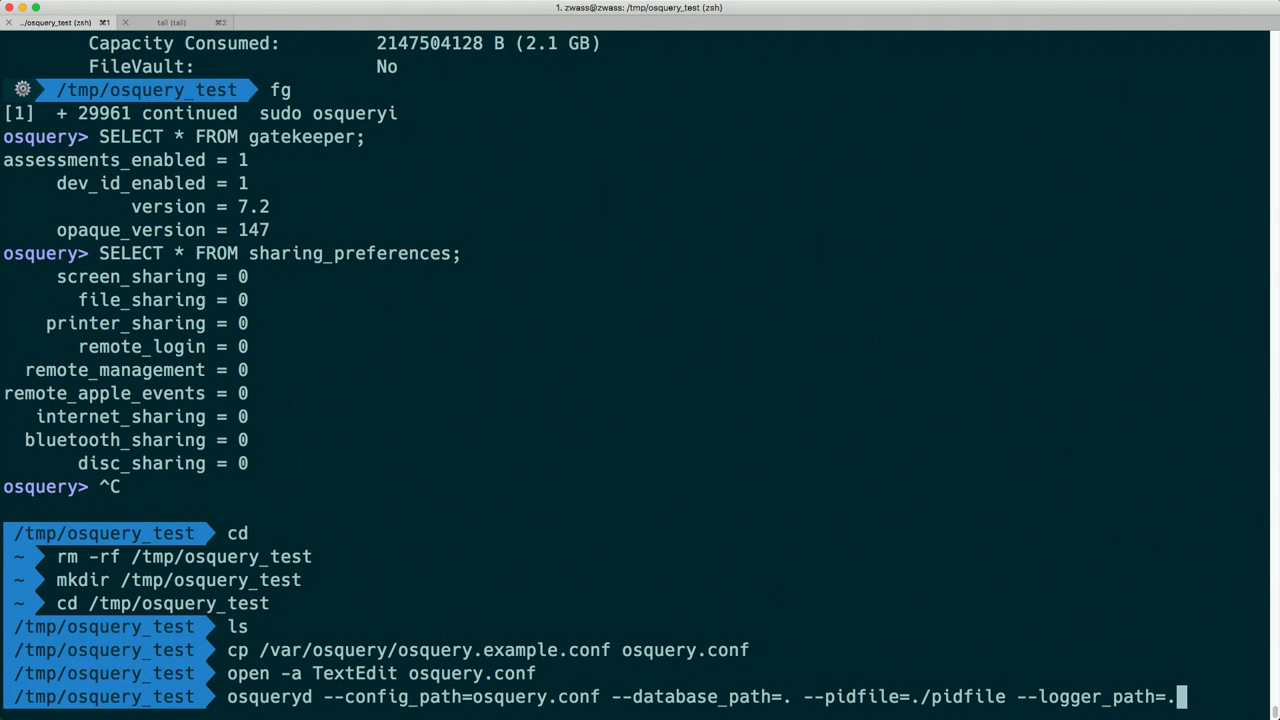 1. zwass@zwass: /tmp/osquery_test (zsh)
../osquery_test (zsh) ⌘1 tall (tall) ⌘2
Capacity Consumed: 2147504128 B (2.1 GB)
FileVault: No
/tmp/osquery_test fg
[1] + 29961 continued sudo osqueryi
osquery> SELECT * FROM gatekeeper;
assessments_enabled = 1
dev_id_enabled = 1
version = 7.2
opaque_version = 147
osquery> SELECT * FROM sharing_preferences;
screen_sharing = 0
file_sharing = 0
printer_sharing = 0
remote_login = 0
remote_management = 0
remote_apple_events = 0
internet_sharing = 0
bluetooth_sharing = 0
disc_sharing = 0
osquery> ^C
/tmp/osquery_test cd
~ rm -rf /tmp/osquery_test
~ mkdir /tmp/osquery_test
~ cd /tmp/osquery_test
/tmp/osquery_test ls
/tmp/osquery_test cp /var/osquery/osquery.example.conf osquery.conf
/tmp/osquery_test open -a TextEdit osquery.conf
/tmp/osquery_test osqueryd --config_path=osquery.conf --database_path=. --pidfile=./pidfile --logger_path=.